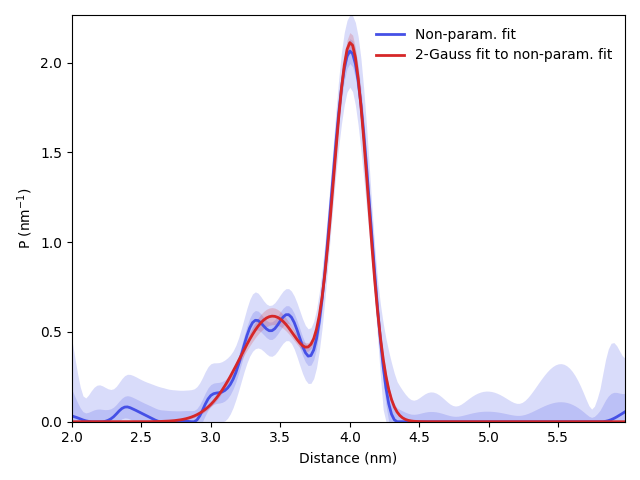 Non-param. fit
2-Gauss fit to non-param. fit
P (nm⁻¹)
2.0
1.5
1.0
0.5
0.0
2.0 2.5 3.0 3.5 4.0 4.5 5.0 5.5
Distance (nm)